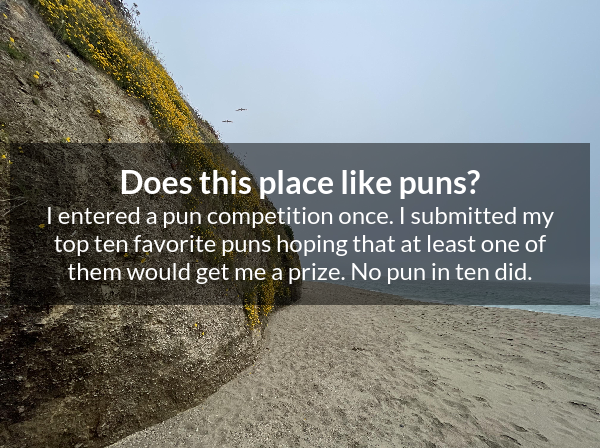 Does this place like puns?
I entered a pun competition once. I submitted my
top ten favorite puns hoping that at least one of
them would get me a prize. No pun in ten did.